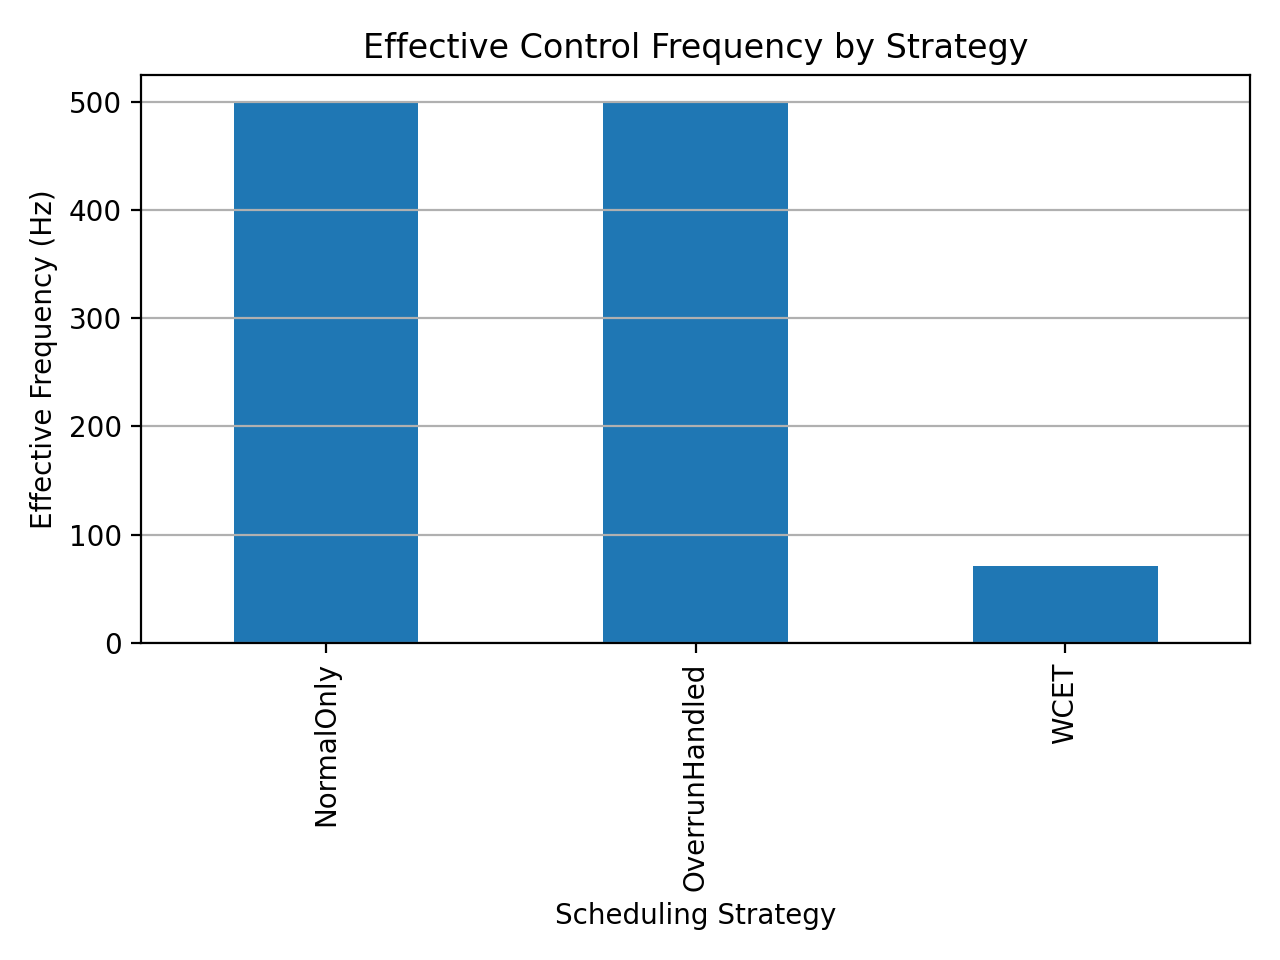 Effective Control Frequency by Strategy
Effective Frequency (Hz)
500
400
300
200
100
0
NormalOnly
OverrunHandled
WCET
Scheduling Strategy